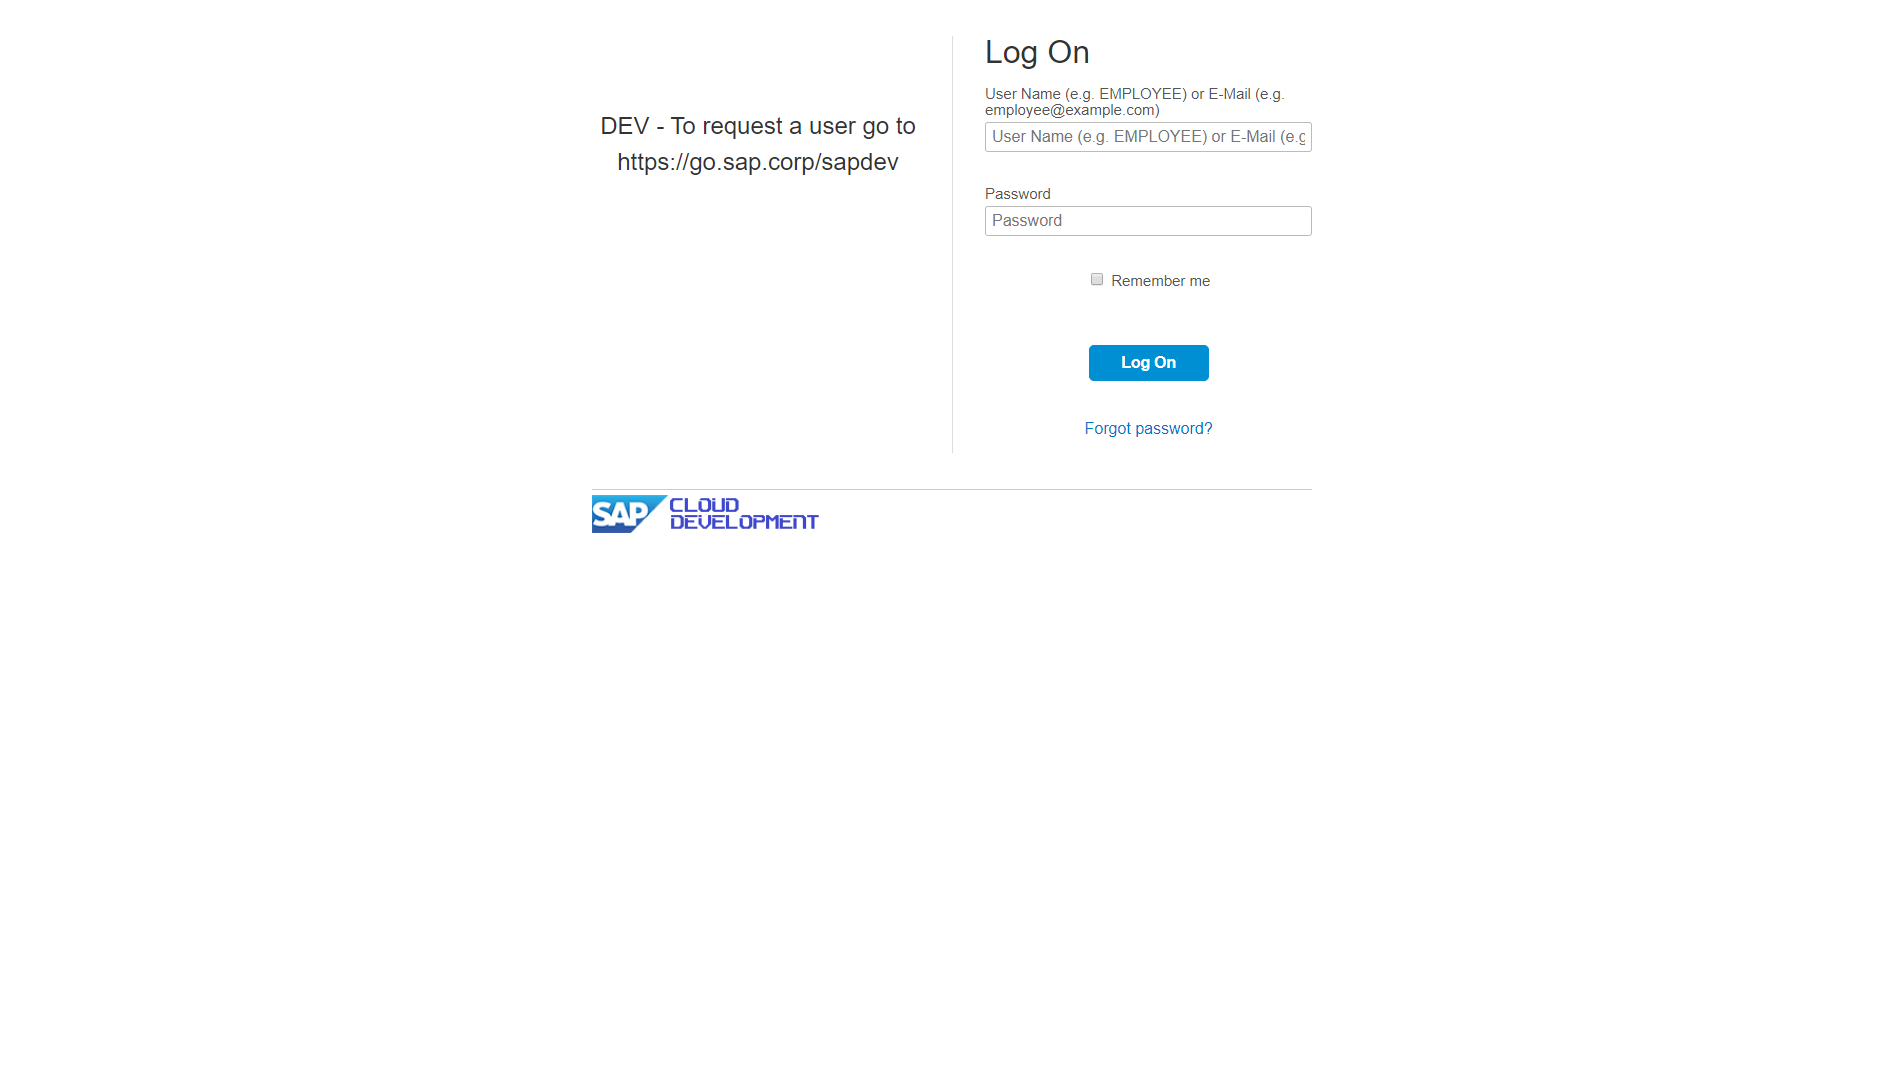 DEV - To request a user go to
https://go.sap.corp/sapdev
Log On
User Name (e.g. EMPLOYEE) or E-Mail (e.g.
employee@example.com)
User Name (e.g. EMPLOYEE) or E-Mail (e.g
Password
Password
Remember me
Log On
Forgot password?
SAP CLOUD
DEVELOPMENT